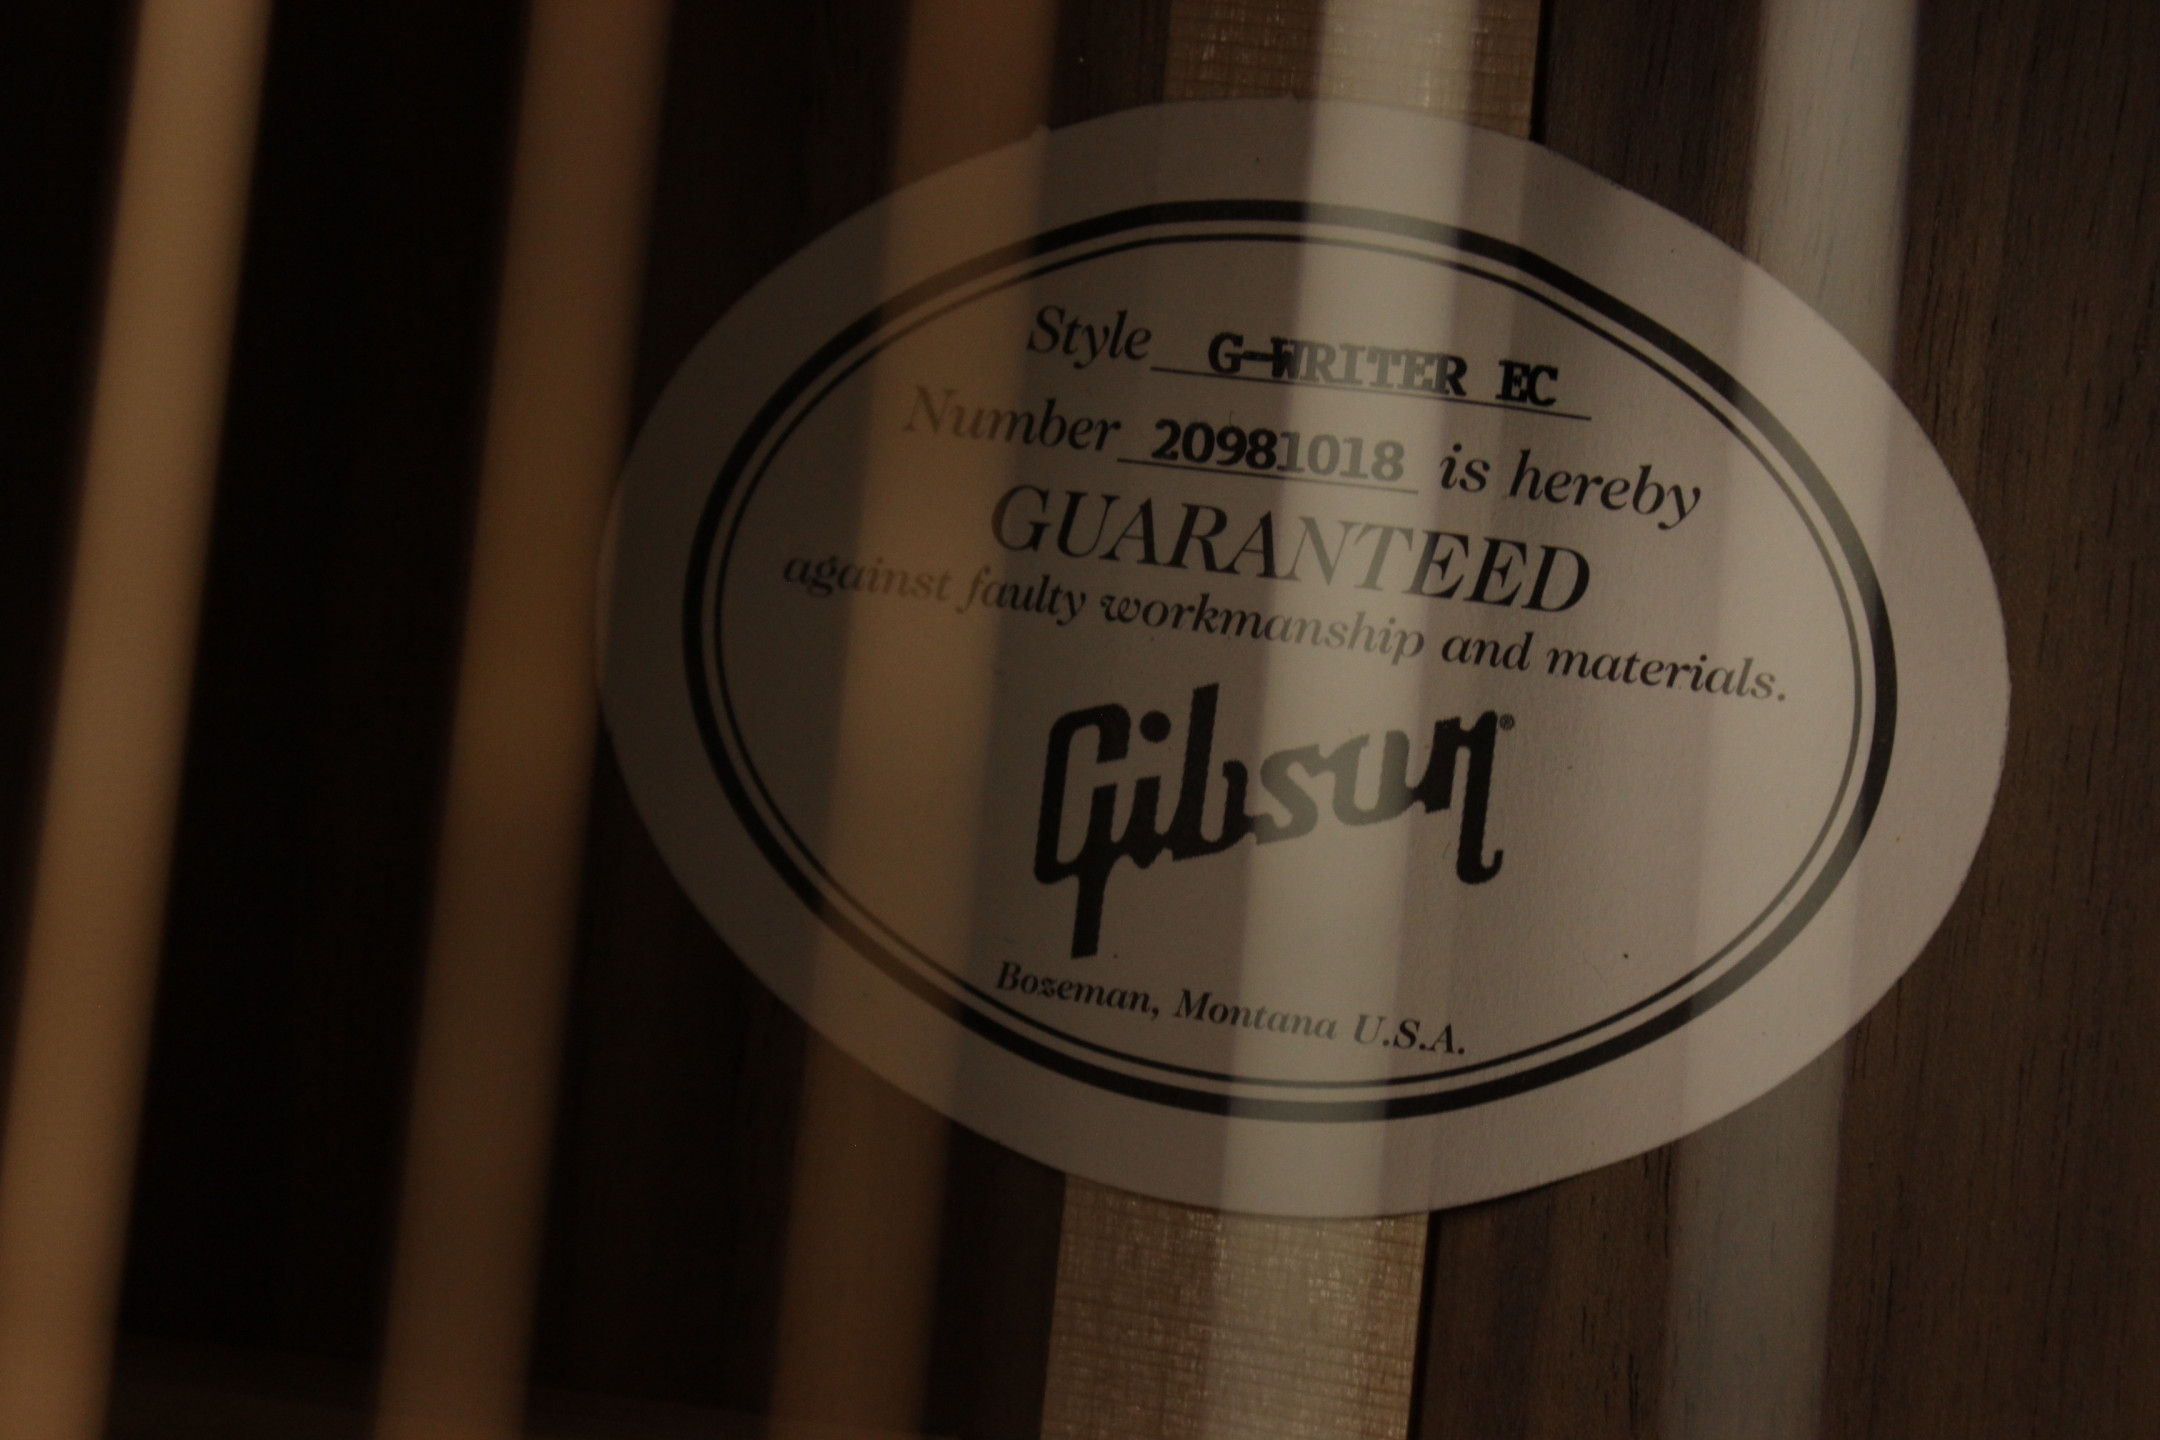 Style G-WRITER EC
Number 20981018 is hereby
GUARANTEED
against faulty workmanship and materials.
Gibson®
Bozeman, Montana U.S.A.